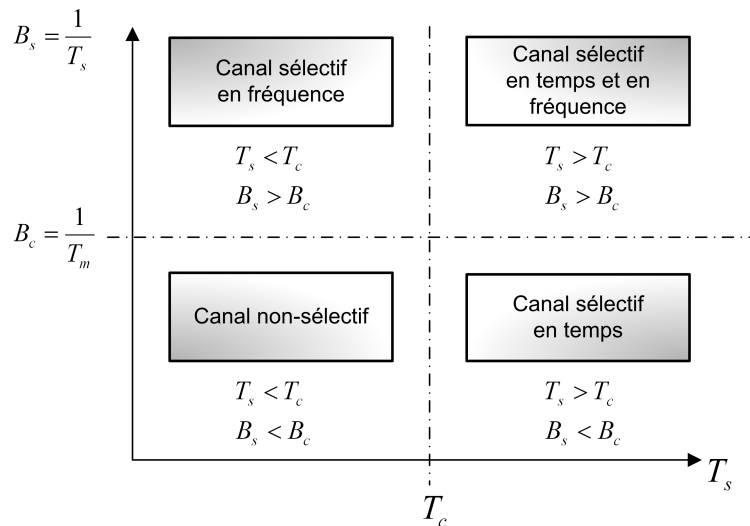 B_s = 1/T_s
Canal sélectif
en fréquence
T_s < T_c
B_s > B_c
Canal sélectif
en temps et en
fréquence
T_s > T_c
B_s > B_c
B_c = 1/T_m
Canal non-sélectif
T_s < T_c
B_s < B_c
Canal sélectif
en temps
T_s > T_c
B_s < B_c
T_s
T_c